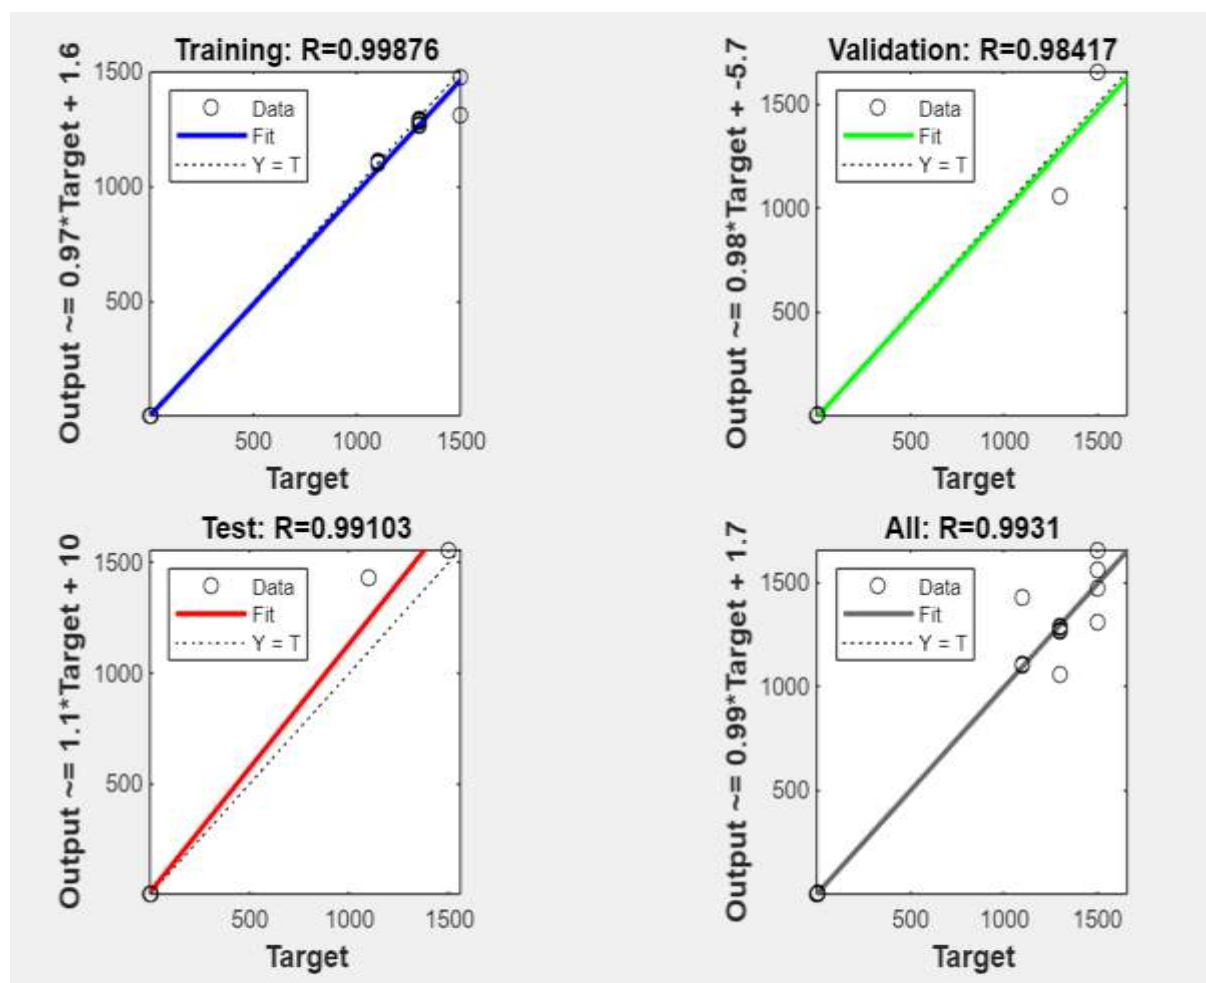 Training: R=0.99876
Output ~= 0.97*Target + 1.6
1500
1000
500
Data
Fit
Y = T
500 1000 1500
Target
Validation: R=0.98417
Output ~= 0.98*Target + -5.7
1500
1000
500
Data
Fit
Y = T
500 1000 1500
Target
Test: R=0.99103
Output ~= 1.1*Target + 10
1500
1000
500
Data
Fit
Y = T
500 1000 1500
Target
All: R=0.9931
Output ~= 0.99*Target + 1.7
1500
1000
500
Data
Fit
Y = T
500 1000 1500
Target